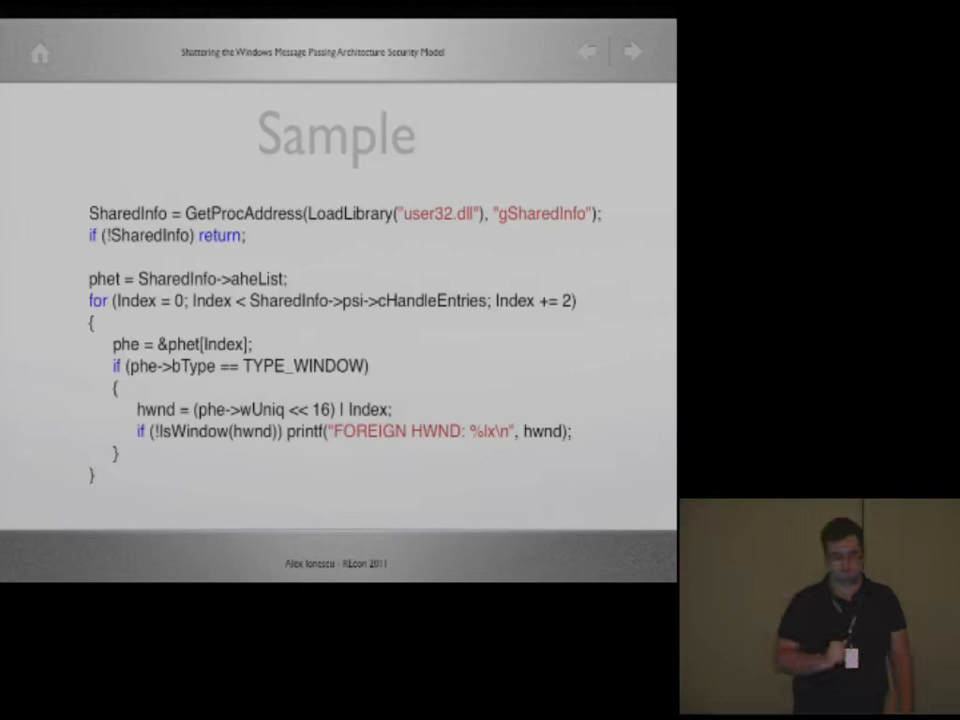 Shattering the Windows Message Passing Architecture Security Model
Sample
SharedInfo = GetProcAddress(LoadLibrary("user32.dll"), "gSharedInfo");
if (!SharedInfo) return;
phet = SharedInfo->aheList;
for (Index = 0; Index < SharedInfo->psi->cHandleEntries; Index += 2)
{
phe = &phet[Index];
if (phe->bType == TYPE_WINDOW)
{
hwnd = (phe->wUniq << 16) | Index;
if (!IsWindow(hwnd)) printf("FOREIGN HWND: %lx\n", hwnd);
}
}
Alex Ionescu - REcon 2011